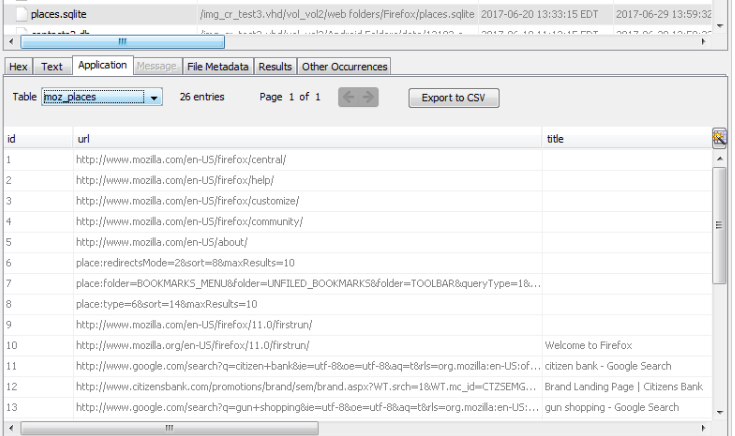 places.sqlite /img_cr_test3.vhd/vol_vol2/web folders/Firefox/places.sqlite 2017-06-20 13:33:15 EDT 2017-06-29 13:59:32
Hex Text Application Message File Metadata Results Other Occurrences
Table moz_places 26 entries Page 1 of 1 Export to CSV
id url title
1 http://www.mozilla.com/en-US/firefox/central/
2 http://www.mozilla.com/en-US/firefox/help/
3 http://www.mozilla.com/en-US/firefox/customize/
4 http://www.mozilla.com/en-US/firefox/community/
5 http://www.mozilla.com/en-US/about/
6 place:redirectsMode=2&sort=8&maxResults=10
7 place:folder=BOOKMARKS_MENU&folder=UNFILED_BOOKMARKS&folder=TOOLBAR&queryType=1&...
8 place:type=6&sort=14&maxResults=10
9 http://www.mozilla.com/en-US/firefox/11.0/firstrun/
10 http://www.mozilla.org/en-US/firefox/11.0/firstrun/ Welcome to Firefox
11 http://www.google.com/search?q=citizen+bank&ie=utf-8&oe=utf-8&aq=t&rls=org.mozilla:en-US:of... citizen bank - Google Search
12 http://www.citizensbank.com/promotions/brand/sem/brand.aspx?WT.srch=1&WT.mc_id=CTZSEMG... Brand Landing Page | Citizens Bank
13 http://www.google.com/search?q=gun+shopping&ie=utf-8&oe=utf-8&aq=t&rls=org.mozilla:en-US:... gun shopping - Google Search